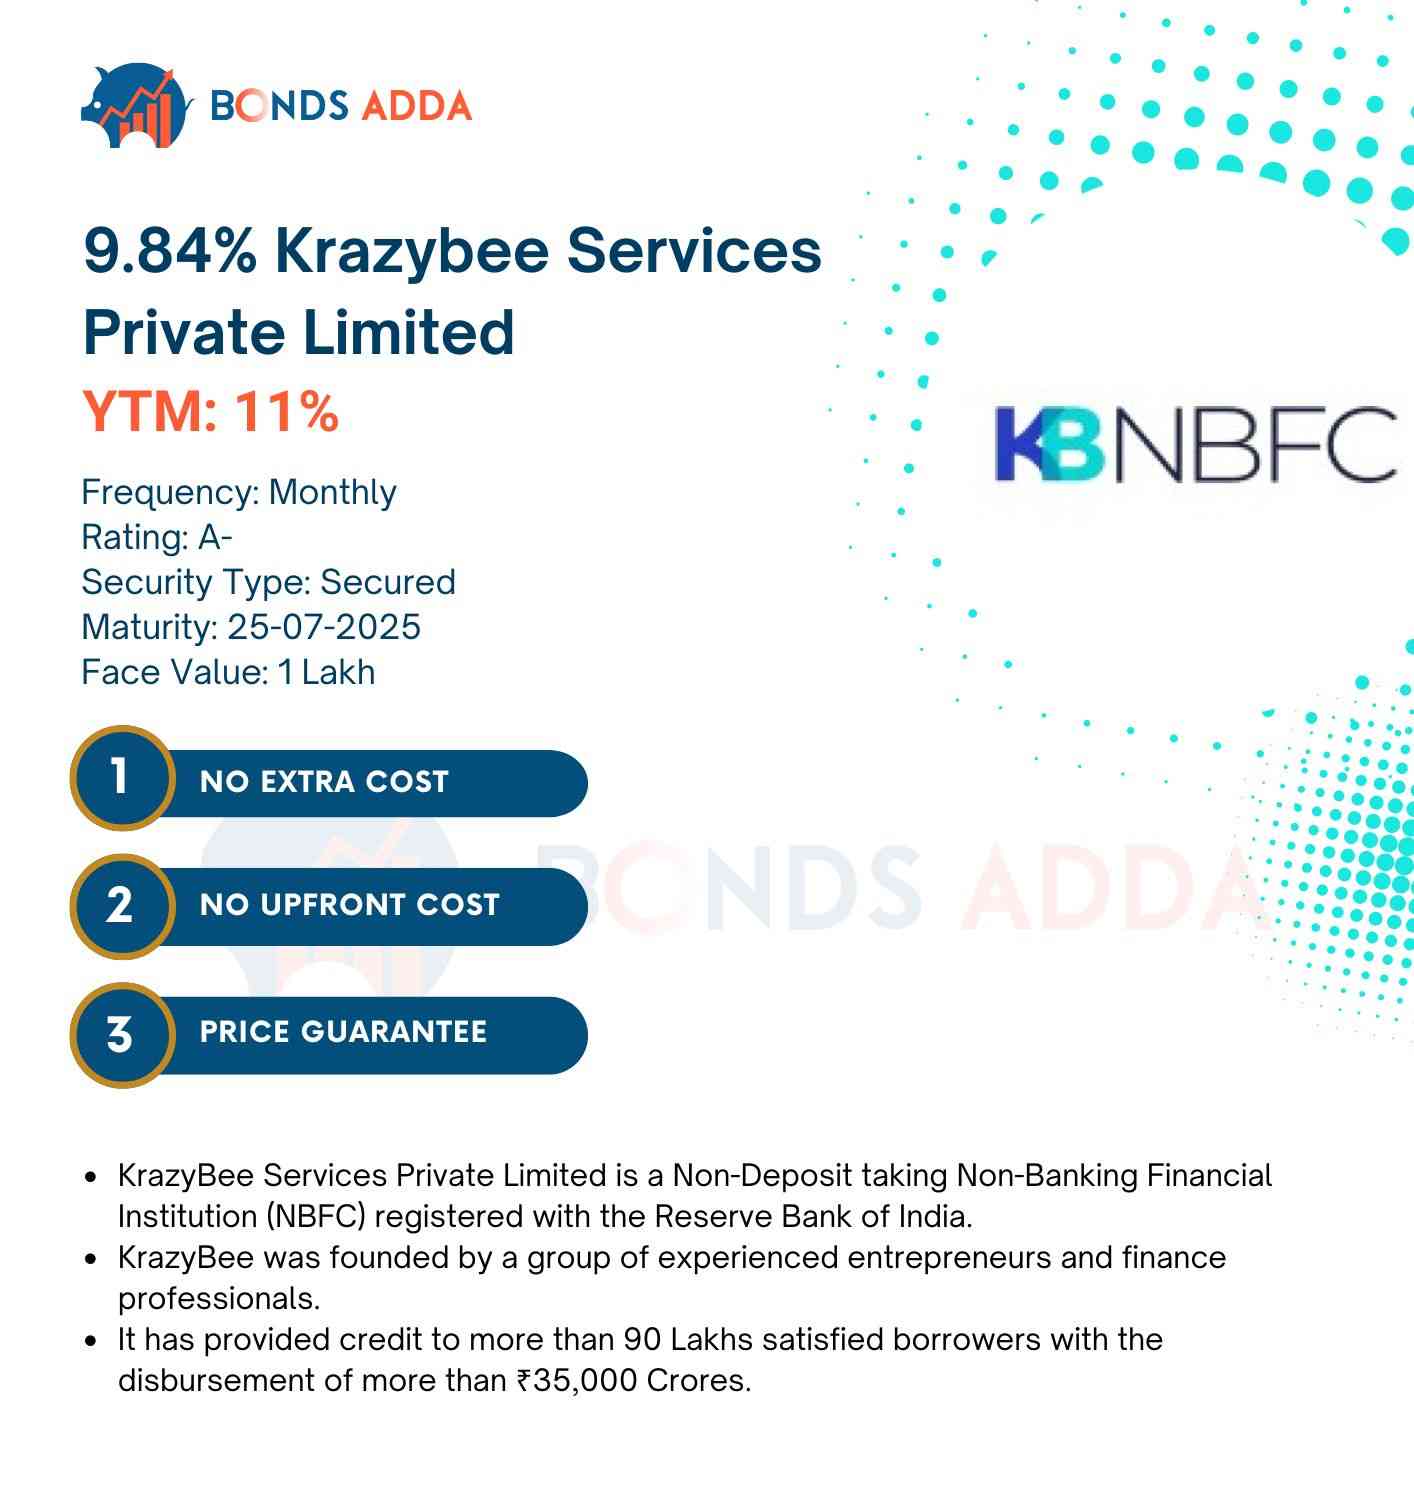 BONDS ADDA
9.84% Krazybee Services
Private Limited
YTM: 11%
KBNBFC
Frequency: Monthly
Rating: A-
Security Type: Secured
Maturity: 25-07-2025
Face Value: 1 Lakh
1 NO EXTRA COST
BONDS ADDA
2 NO UPFRONT COST
3 PRICE GUARANTEE
• KrazyBee Services Private Limited is a Non-Deposit taking Non-Banking Financial
Institution (NBFC) registered with the Reserve Bank of India.
• KrazyBee was founded by a group of experienced entrepreneurs and finance
professionals.
• It has provided credit to more than 90 Lakhs satisfied borrowers with the
disbursement of more than ₹35,000 Crores.